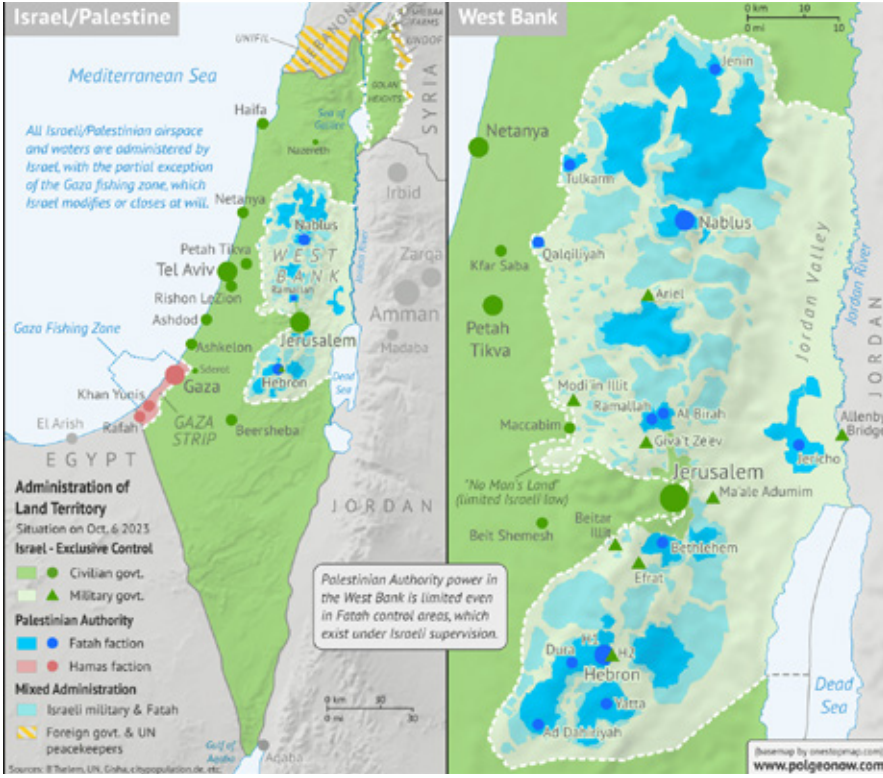 Israel/Palestine
LEBANON
SHEBAA
FARMS
UNIFIL
UNDOF
GOLAN
HEIGHTS
SYRIA
Mediterranean Sea
Haifa
Sea of
Galilee
Nazereth
All Israeli/Palestinian airspace
and waters are administered by
Israel, with the partial exception
of the Gaza fishing zone, which
Israel modifies or closes at will.
Irbid
Netanya
Nablus
Petah Tikva
WEST
BANK
Jordan River
Zarqa
Tel Aviv
Ramallah
Rishon LeZion
Amman
Ashdod
Gaza Fishing Zone
Jerusalem
Madaba
Ashkelon
Sderot
Gaza
Hebron
Dead
Sea
Khan Yunis
GAZA
STRIP
Rafah
El Arish
Beersheba
EGYPT
JORDAN
Administration of
Land Territory
Situation on Oct. 6 2023
Israel - Exclusive Control
Civilian govt.
Military govt.
Palestinian Authority
Fatah faction
Hamas faction
Mixed Administration
Israeli military & Fatah
Foreign govt. & UN
peacekeepers
Palestinian Authority power in
the West Bank is limited even
in Fatah control areas, which
exist under Israeli supervision.
0 km 30
0 mi 30
Gulf of
Aqaba
Aqaba
Sources: B'Tselem, UN, Gisha, citypopulation.de, etc.
West Bank
0 km 10
0 mi 10
Jenin
Netanya
Tulkarm
Nablus
Qalqiliyah
Kfar Saba
Ariel
Petah
Tikva
Jordan Valley
Jordan River
JORDAN
Modi'in Illit
Ramallah
Al Birah
Maccabim
Giv'at Ze'ev
Allenby
Bridge
Jericho
"No Man's Land"
(limited Israeli law)
Jerusalem
Ma'ale Adumim
Beit Shemesh
Beitar
Illit
Bethlehem
Efrat
H1
H2
Dura
Hebron
Yatta
Ad Dahiriyah
Dead
Sea
(basemap by onestopmap.com)
www.polgeonow.com